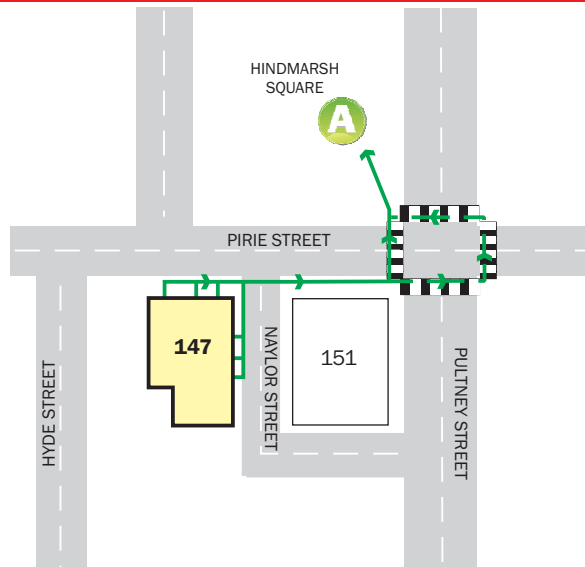 HINDMARSH
SQUARE
A
PIRIE STREET
147
151
HYDE STREET
NAYLOR STREET
PULTNEY STREET